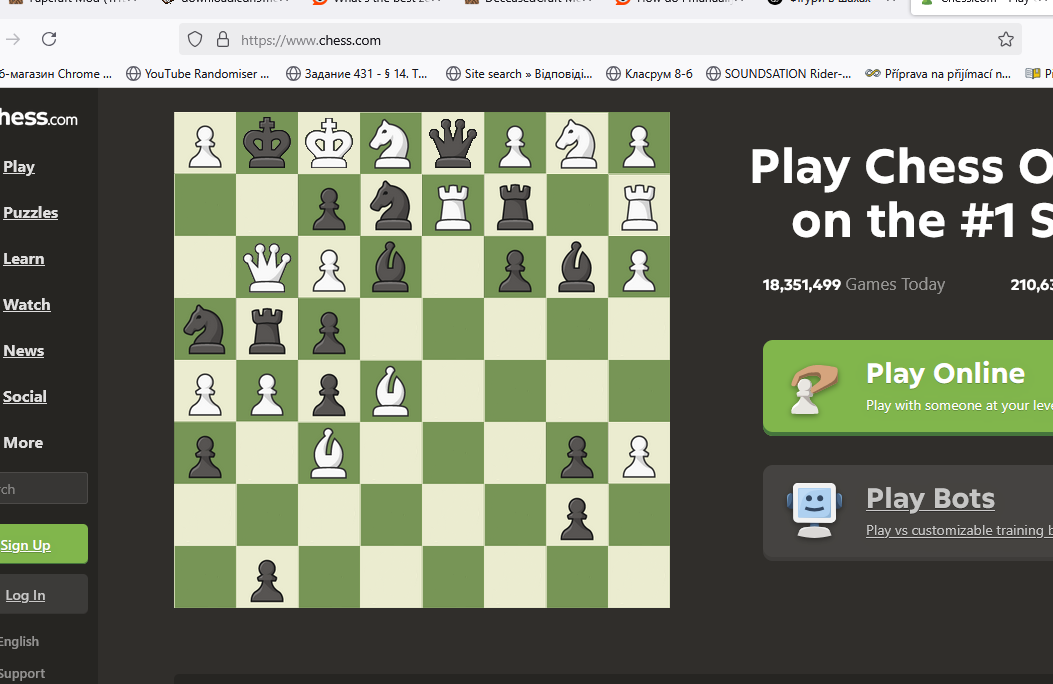 https://www.chess.com
YouTube Randomiser ...
Задание 431 - § 14. Т...
Site search » Відповіді...
Класрум 8-б
SOUNDSATION Rider-...
Příprava na přijímací n...
б-магазин Chrome ...
hess.com
Play
Puzzles
Learn
Watch
News
Social
More
ch
Sign Up
Log In
English
Support
Play Chess O
on the #1 S
18,351,499 Games Today
210,63
Play Online
Play with someone at your leve
Play Bots
Play vs customizable training b